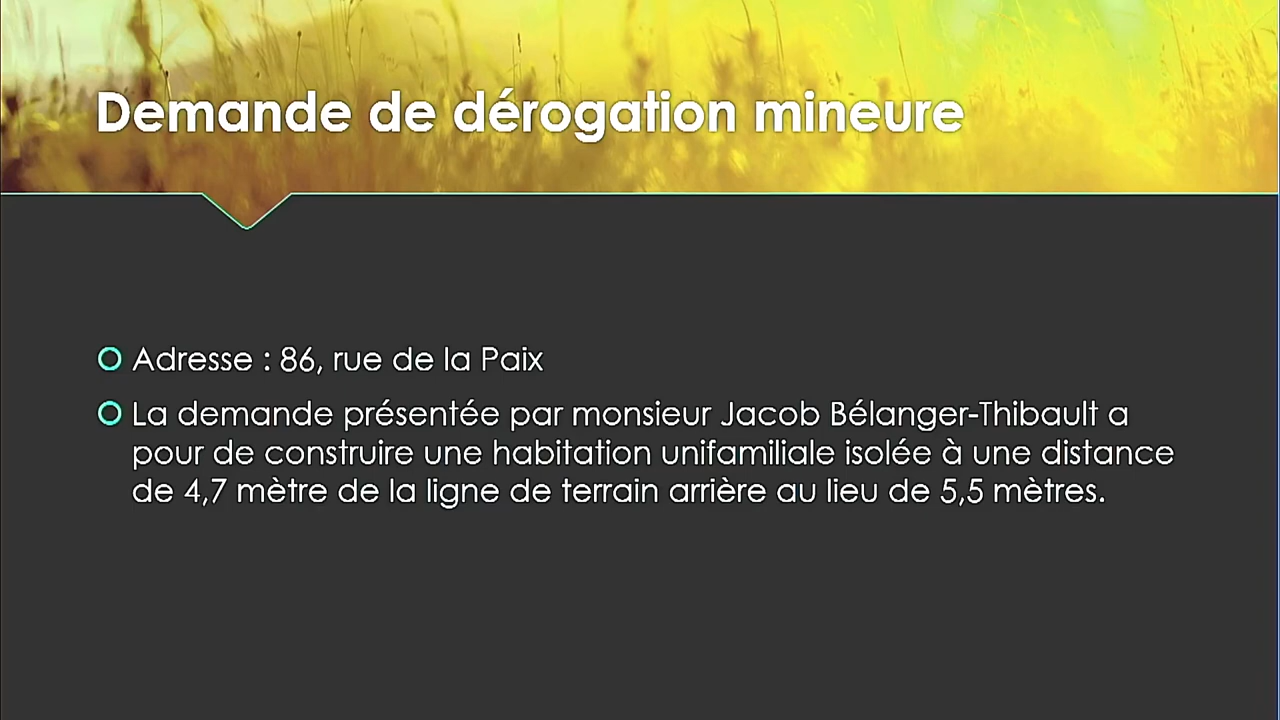 Demande de dérogation mineure
Adresse : 86, rue de la Paix
La demande présentée par monsieur Jacob Bélanger-Thibault a
pour de construire une habitation unifamiliale isolée à une distance
de 4,7 mètre de la ligne de terrain arrière au lieu de 5,5 mètres.